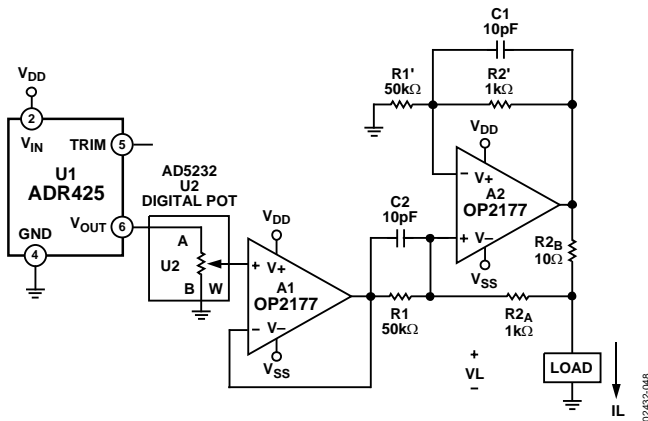 C1
10pF
R1'
50kΩ
R2'
1kΩ
VDD
2
VIN
TRIM
5
U1
ADR425
VOUT
6
GND
4
AD5232
U2
DIGITAL POT
A
U2
B
W
VDD
+
V+
A1
OP2177
−
V−
VSS
C2
10pF
R1
50kΩ
VDD
−
V+
A2
OP2177
+
V−
VSS
R2B
10Ω
R2A
1kΩ
+
VL
−
LOAD
IL
02432-048